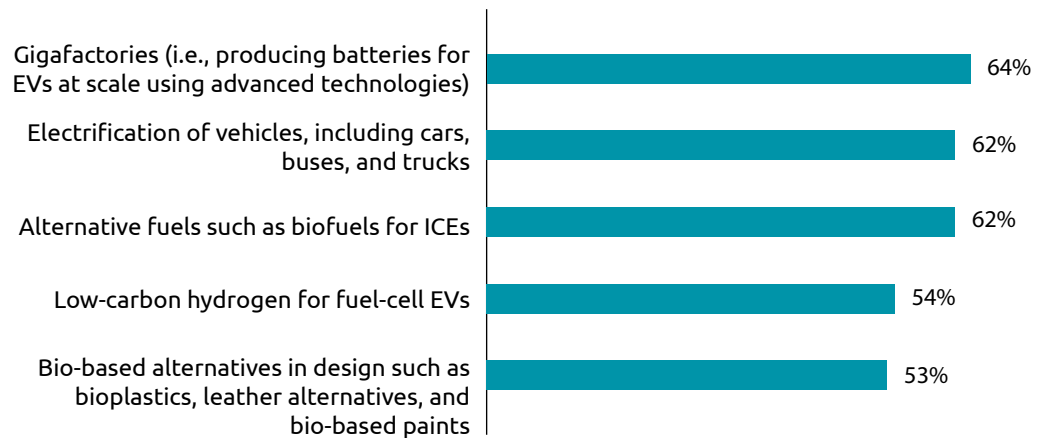 Gigafactories (i.e., producing batteries for
EVs at scale using advanced technologies)
64%
Electrification of vehicles, including cars,
buses, and trucks
62%
Alternative fuels such as biofuels for ICEs
62%
Low-carbon hydrogen for fuel-cell EVs
54%
Bio-based alternatives in design such as
bioplastics, leather alternatives, and
bio-based paints
53%